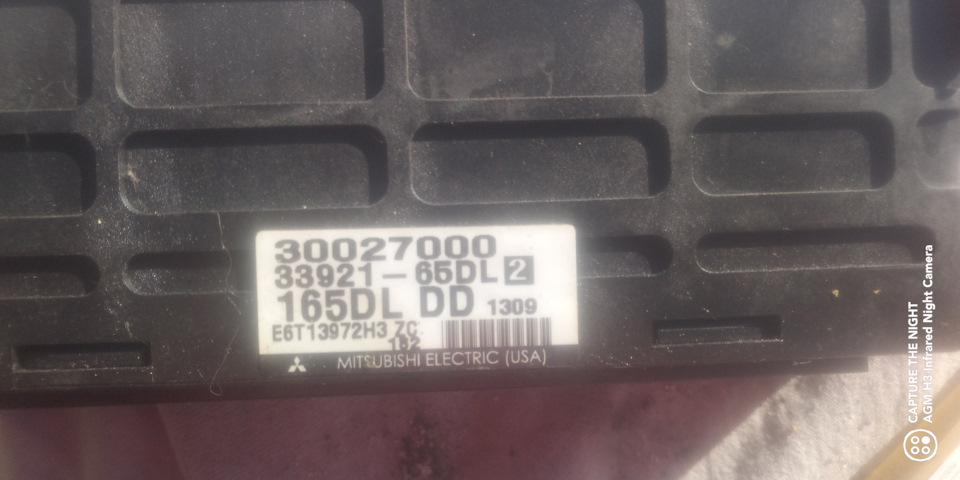 30027000
33921-65DL 2
165DL DD 1309
E6T13972H3 ZC
182
MITSUBISHI ELECTRIC (USA)
CAPTURE THE NIGHT
AGM H3 Infrared Night Camera